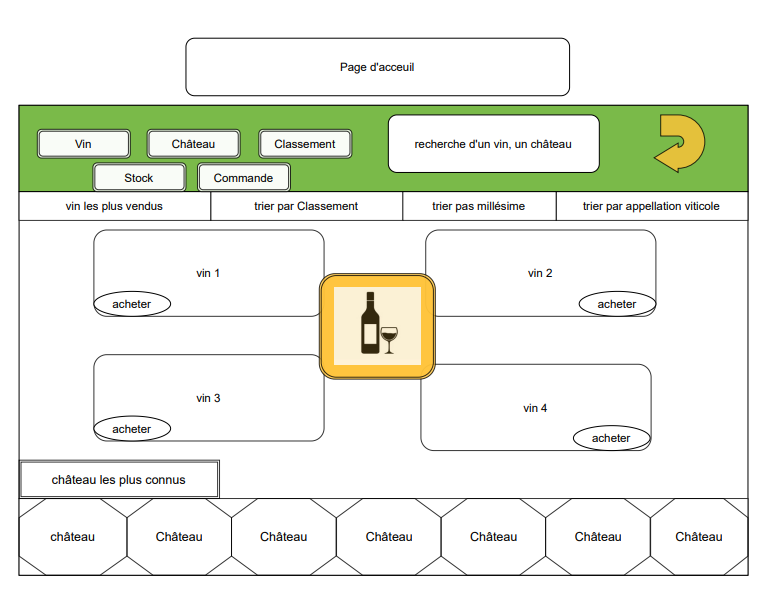 Page d'acceuil
Vin
Château
Classement
recherche d'un vin, un château
Stock
Commande
vin les plus vendus
trier par Classement
trier pas millésime
trier par appellation viticole
vin 1
acheter
vin 2
acheter
vin 3
acheter
vin 4
acheter
château les plus connus
château
Château
Château
Château
Château
Château
Château